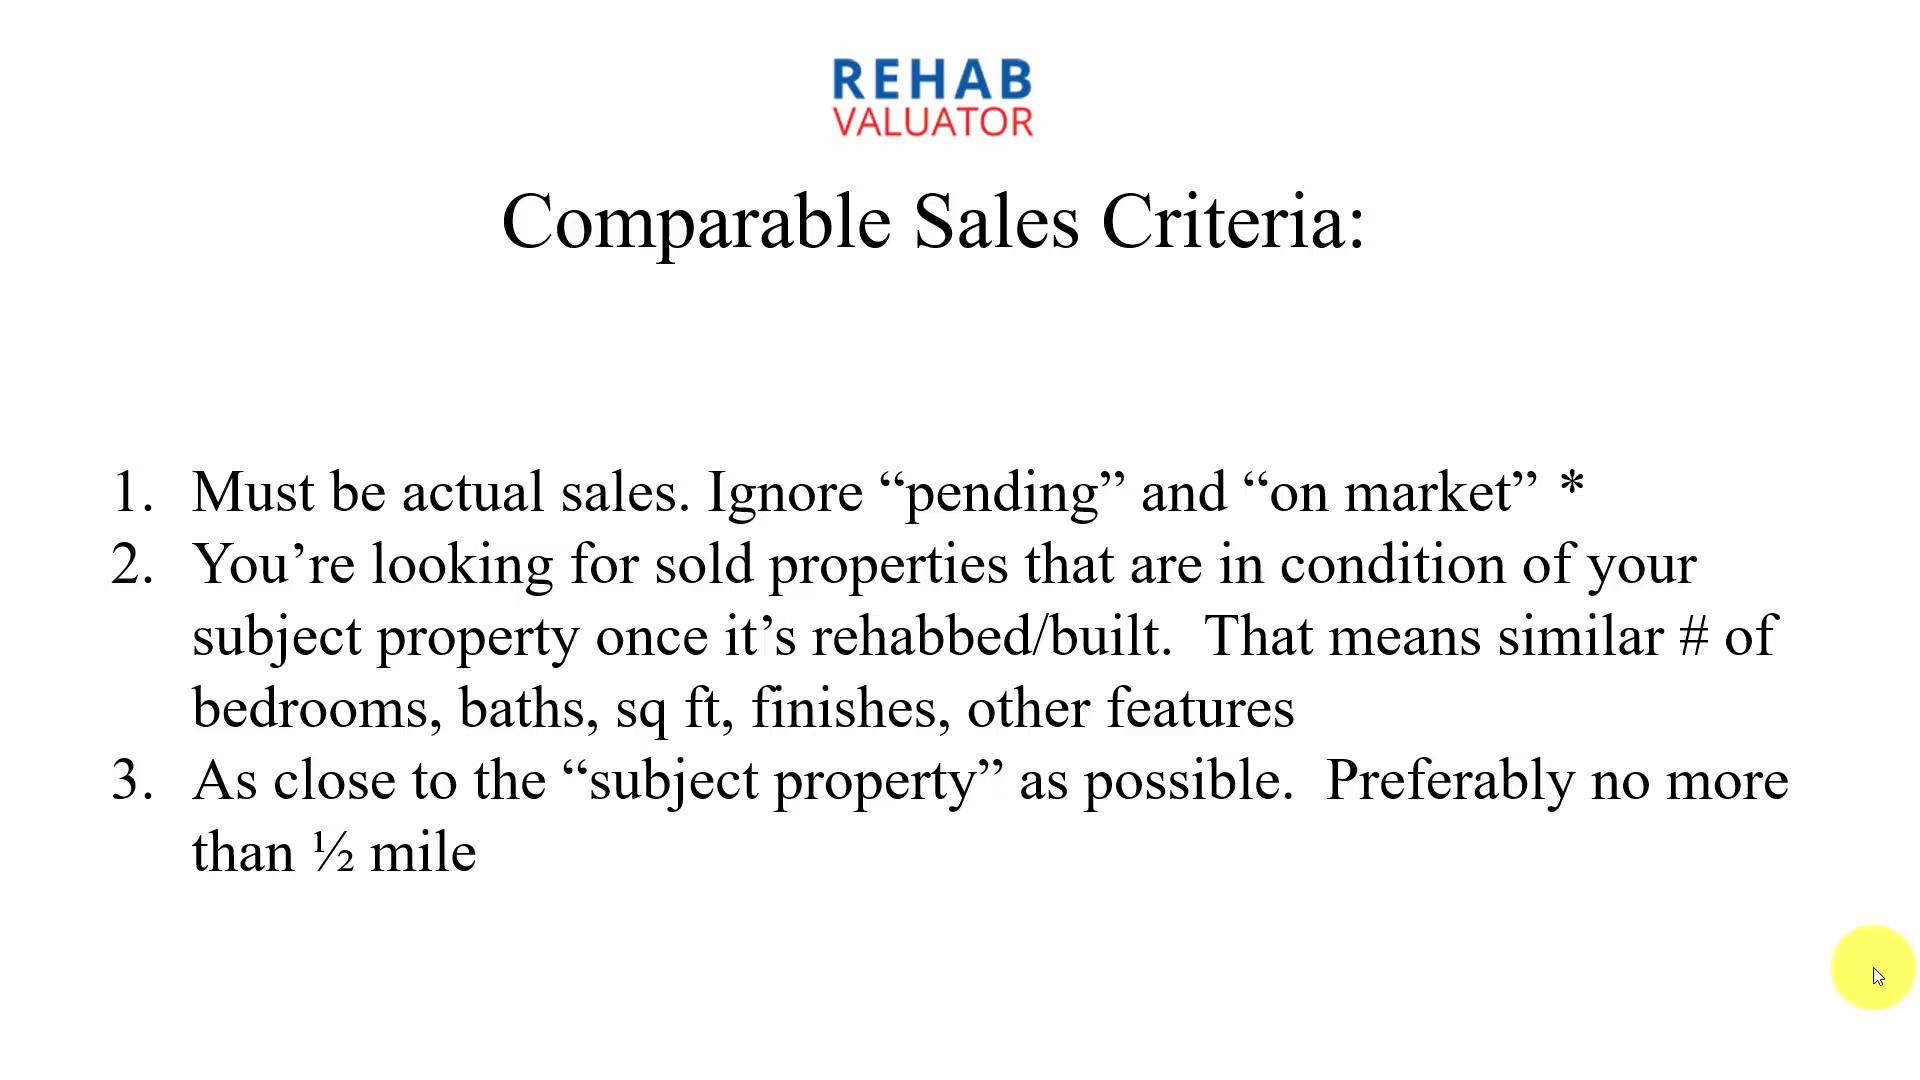 REHAB
VALUATOR
Comparable Sales Criteria:
1. Must be actual sales. Ignore “pending” and “on market” *
2. You’re looking for sold properties that are in condition of your
subject property once it’s rehabbed/built.  That means similar # of
bedrooms, baths, sq ft, finishes, other features
3. As close to the “subject property” as possible.  Preferably no more
than ½ mile